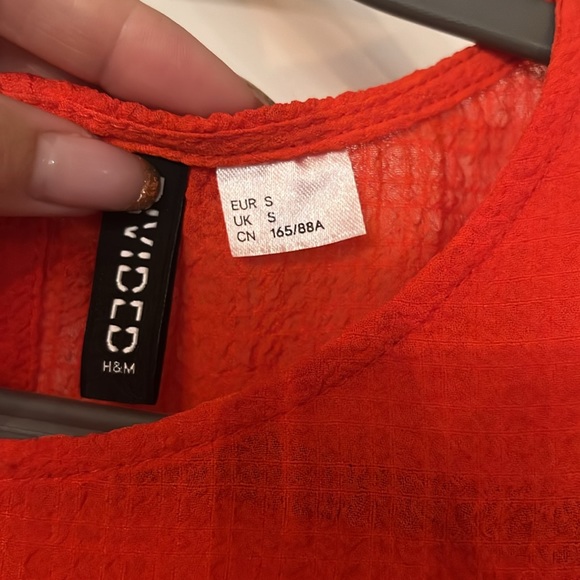 VIDED
H&M
EUR S
UK S
CN 165/88A